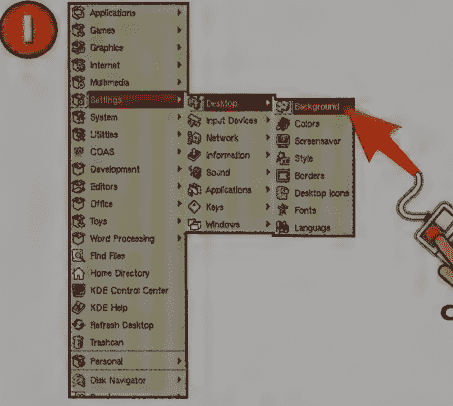 1
Applications
Games
Graphics
Internet
Multimedia
Settings
System
Utilities
COAS
Development
Editors
Office
Toys
Word Processing
Find Files
Home Directory
KDE Control Center
KDE Help
Refresh Desktop
Trashcan
Personal
Disk Navigator
Desktop
Input Devices
Network
Information
Sound
Applications
Keys
Windows
Background
Colors
Screensaver
Style
Borders
Desktop Icons
Fonts
Language